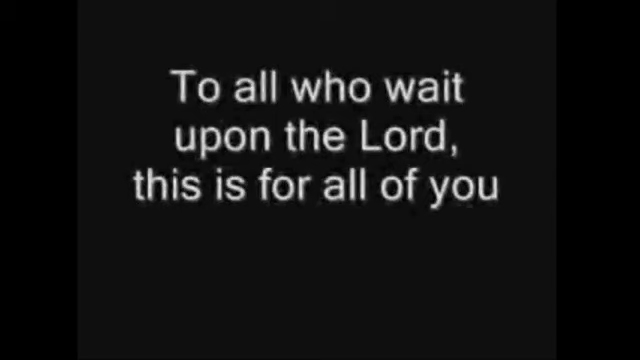 To all who wait
upon the Lord,
this is for all of you